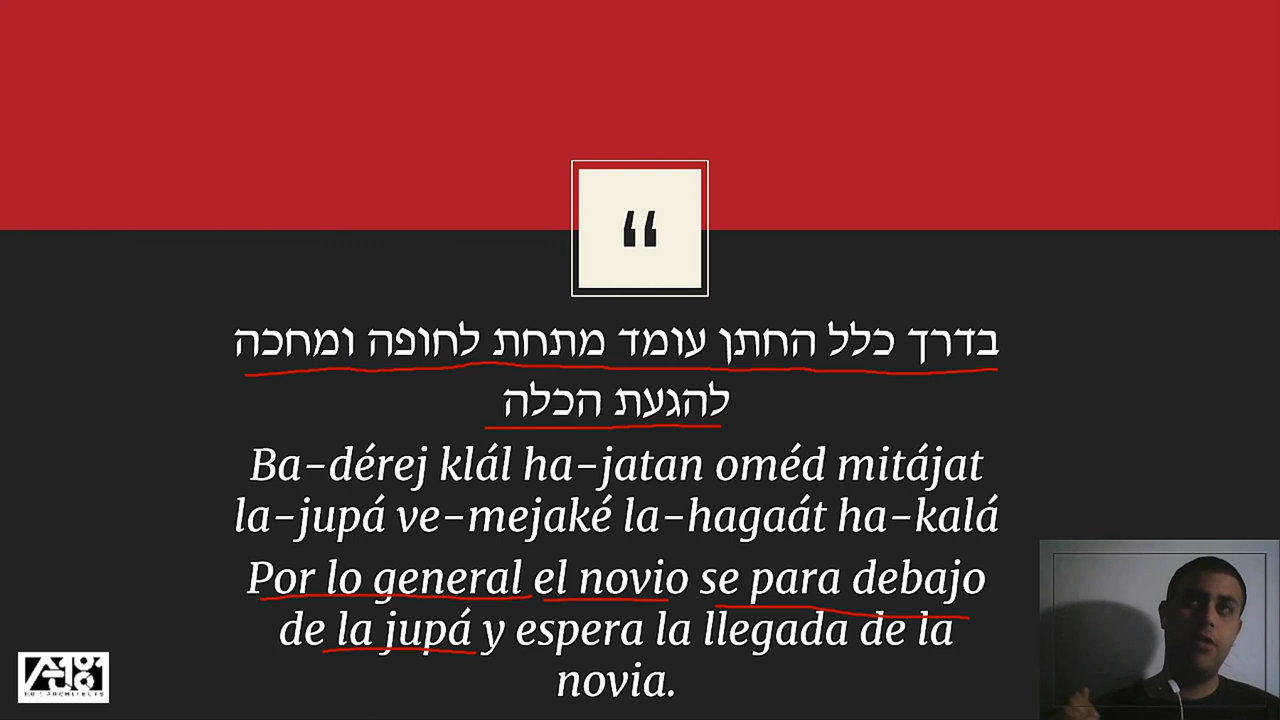 “
בדרך כלל החתן עומד מתחת לחופה ומחכה
להגעת הכלה
Ba-dérej klál ha-jatan oméd mitájat
la-jupá ve-mejaké la-hagaát ha-kalá
Por lo general el novio se para debajo
de la jupá y espera la llegada de la
novia.